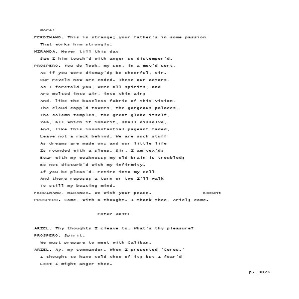 more!
FERDINAND. This is strange; your father's in some passion
That works him strongly.
MIRANDA. Never till this day
Saw I him touch'd with anger so distemper'd.
PROSPERO. You do look, my son, in a mov'd sort,
As if you were dismay'd; be cheerful, sir.
Our revels now are ended. These our actors,
As I foretold you, were all spirits, and
Are melted into air, into thin air;
And, like the baseless fabric of this vision,
The cloud-capp'd towers, the gorgeous palaces,
The solemn temples, the great globe itself,
Yea, all which it inherit, shall dissolve,
And, like this insubstantial pageant faded,
Leave not a rack behind. We are such stuff
As dreams are made on; and our little life
Is rounded with a sleep. Sir, I am vex'd;
Bear with my weakness; my old brain is troubled;
Be not disturb'd with my infirmity.
If you be pleas'd, retire into my cell
And there repose; a turn or two I'll walk
To still my beating mind.
FERDINAND, MIRANDA. We wish your peace. Exeunt
PROSPERO. Come, with a thought. I thank thee, Ariel; come.
Enter ARIEL
ARIEL. Thy thoughts I cleave to. What's thy pleasure?
PROSPERO. Spirit,
We must prepare to meet with Caliban.
ARIEL. Ay, my commander. When I presented 'Ceres,'
I thought to have told thee of it; but I fear'd
Lest I might anger thee.